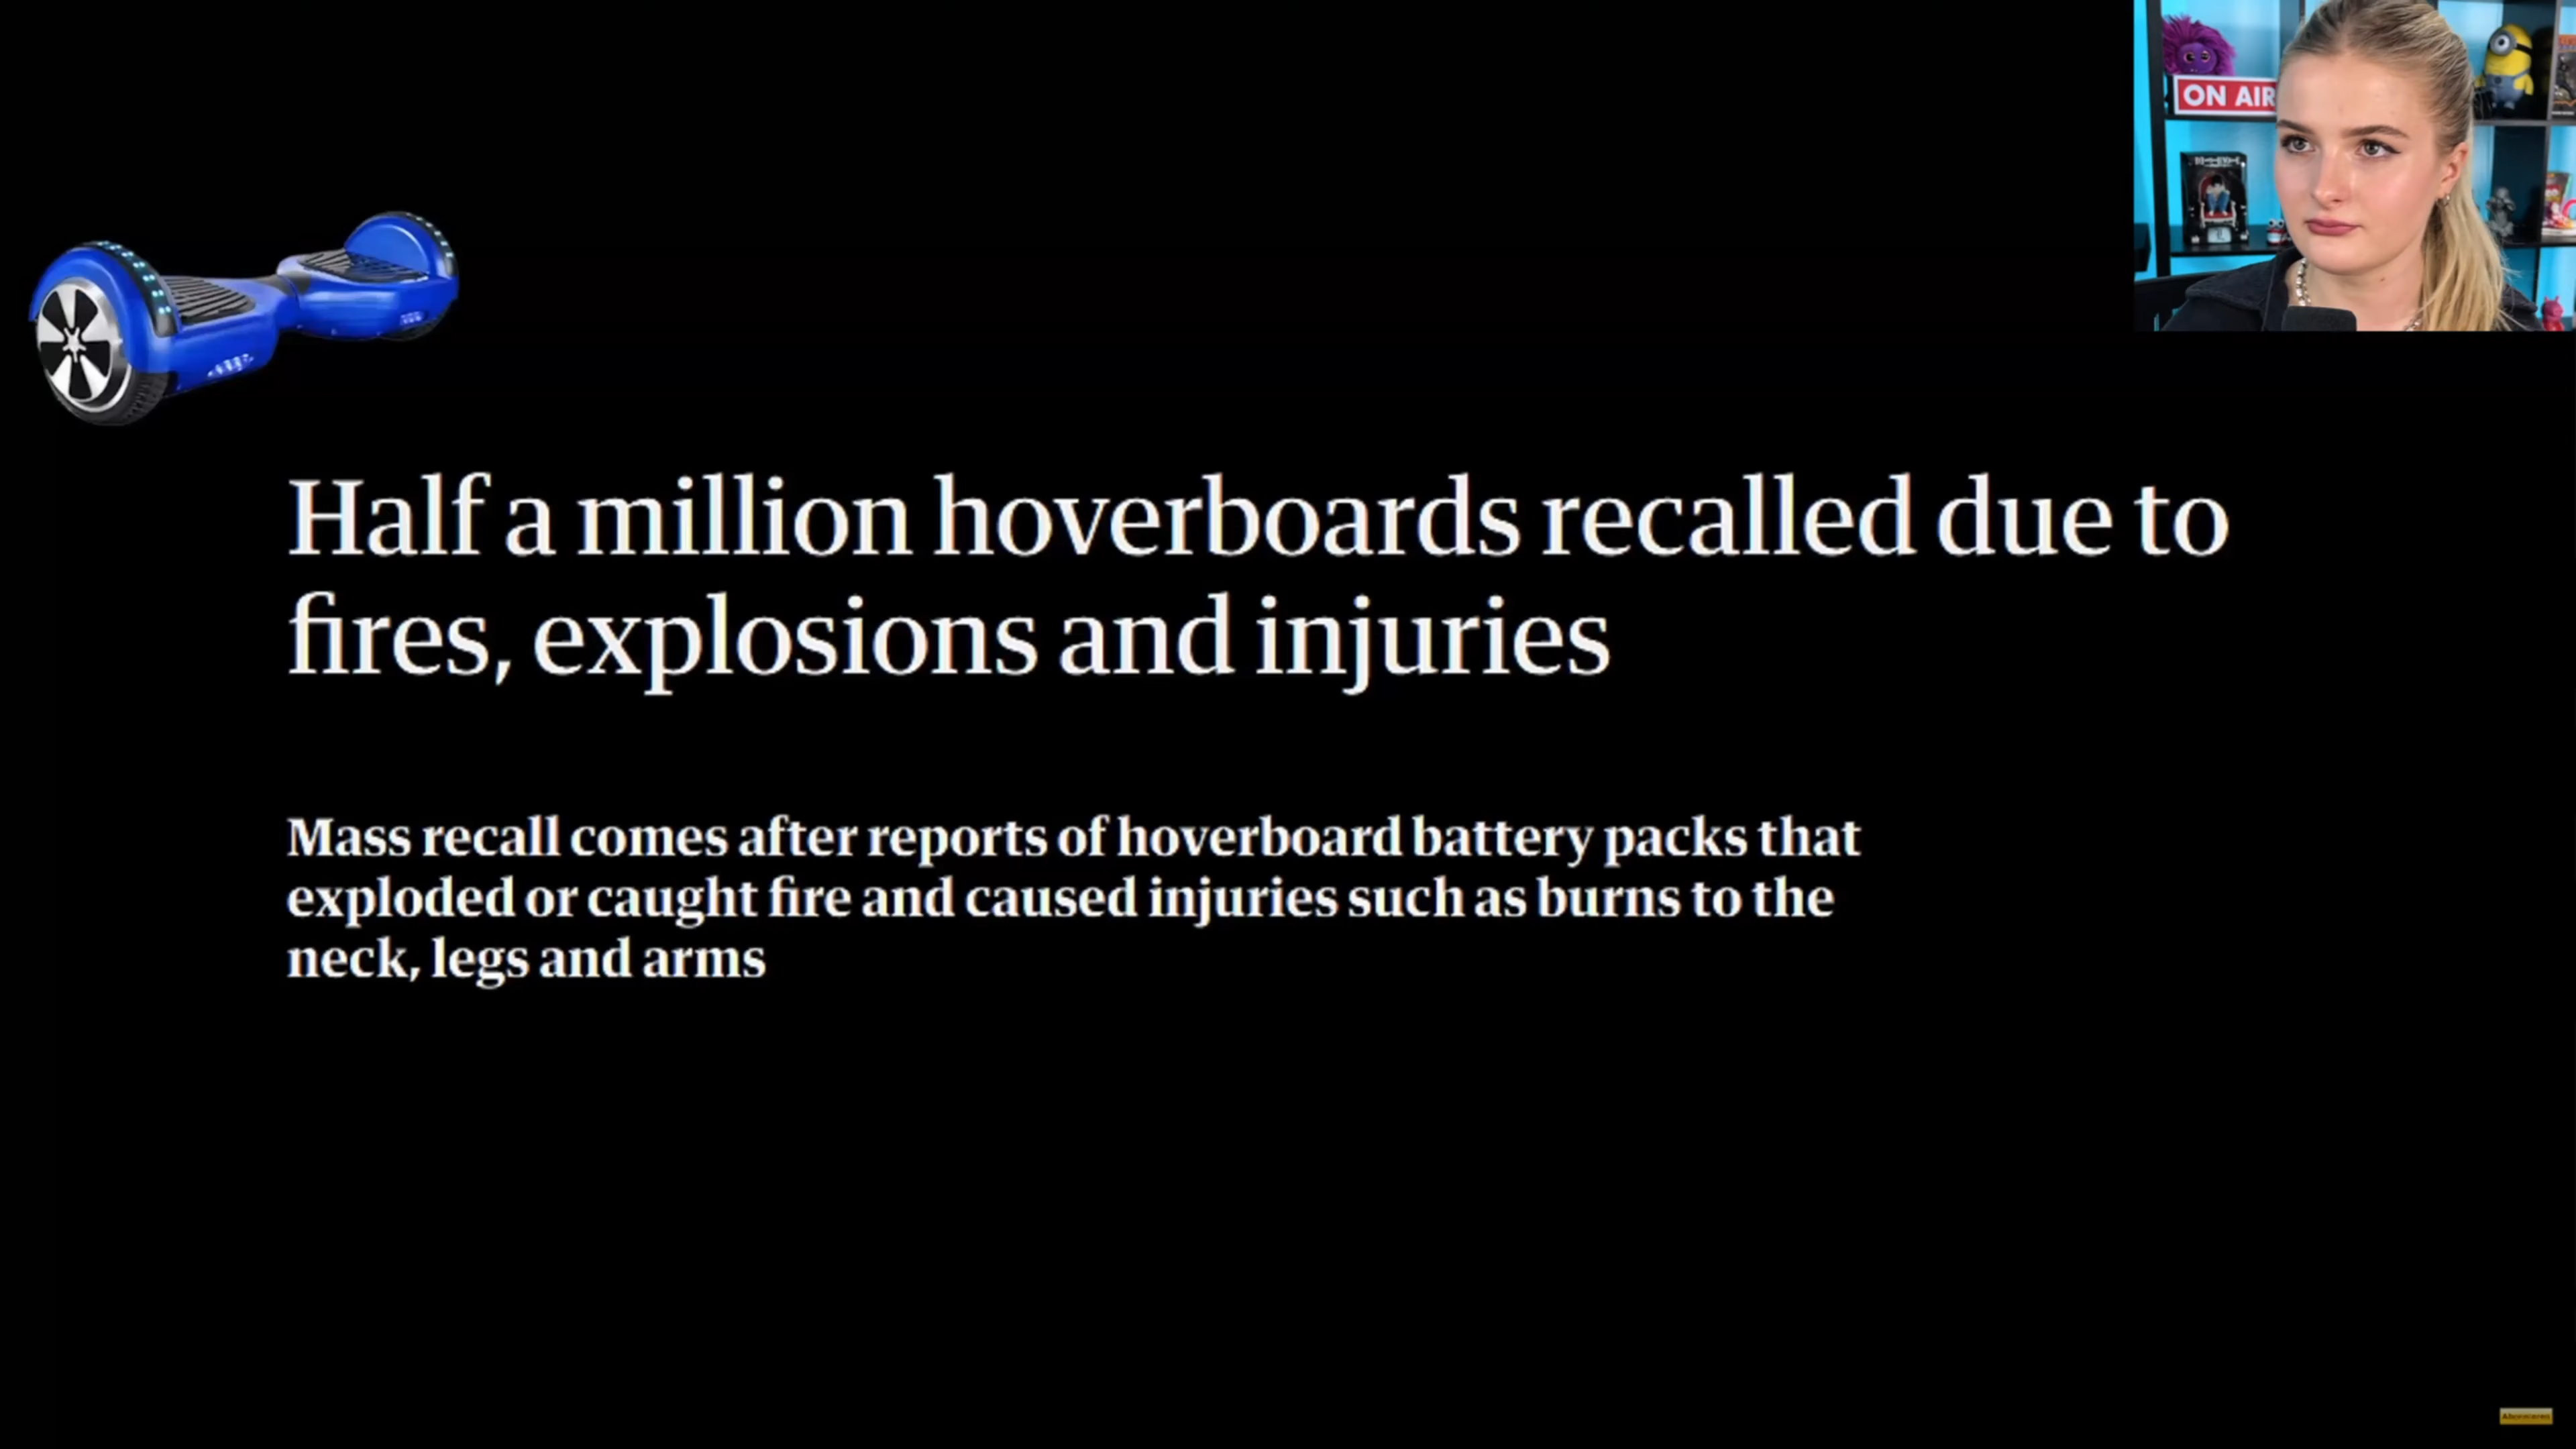 ON AIR
Half a million hoverboards recalled due to
fires, explosions and injuries
Mass recall comes after reports of hoverboard battery packs that
exploded or caught fire and caused injuries such as burns to the
neck, legs and arms